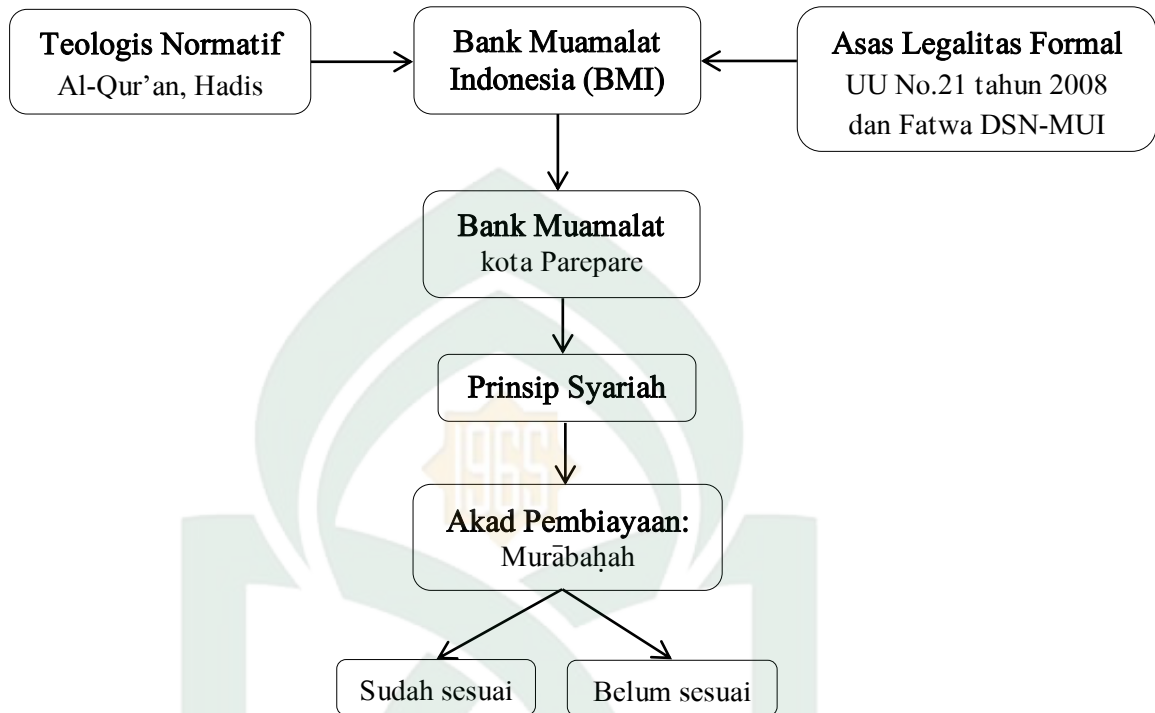 Teologis Normatif
Al-Qur'an, Hadis
Bank Muamalat
Indonesia (BMI)
Asas Legalitas Formal
UU No.21 tahun 2008
dan Fatwa DSN-MUI
Bank Muamalat
kota Parepare
Prinsip Syariah
1965
Akad Pembiayaan:
Murābaḥah
Sudah sesuai
Belum sesuai